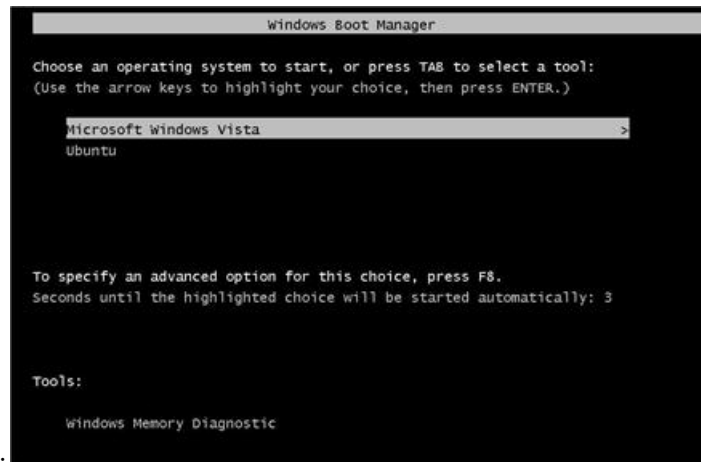 Windows Boot Manager
Choose an operating system to start, or press TAB to select a tool:
(Use the arrow keys to highlight your choice, then press ENTER.)
Microsoft Windows Vista >
Ubuntu
To specify an advanced option for this choice, press F8.
Seconds until the highlighted choice will be started automatically: 3
Tools:
Windows Memory Diagnostic